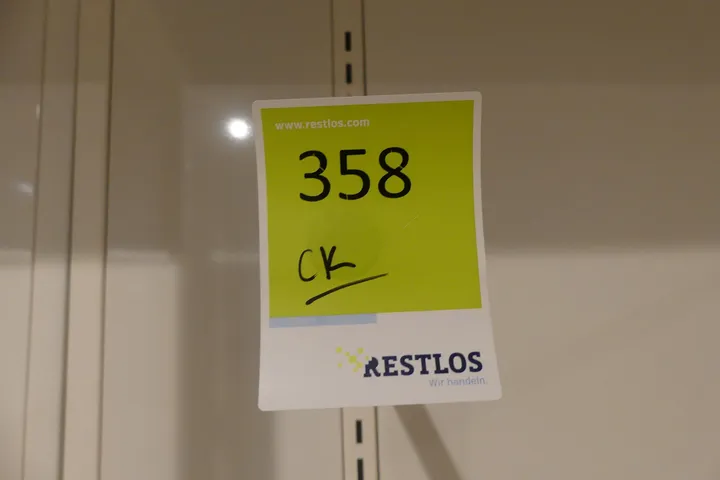 www.restlos.com
358
CK
RESTLOS
Wir handeln.